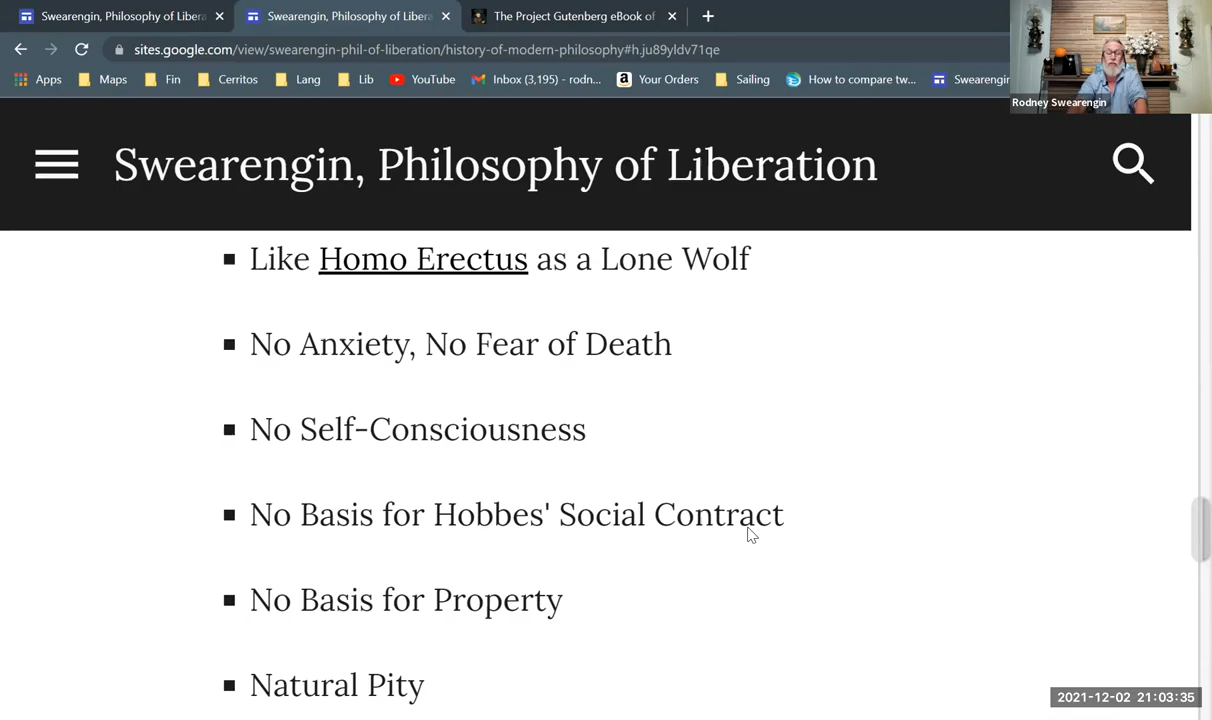 Swearengin, Philosophy of Libera
Swearengin, Philosophy of Libera
The Project Gutenberg eBook of
sites.google.com/view/swearengin-phil-of-liberation/history-of-modern-philosophy#h.ju89yldv71qe
Apps Maps Fin Cerritos Lang Lib YouTube Inbox (3,195) - rodn... Your Orders Sailing How to compare tw... Swearengin
Rodney Swearengin
Swearengin, Philosophy of Liberation
Like Homo Erectus as a Lone Wolf
No Anxiety, No Fear of Death
No Self-Consciousness
No Basis for Hobbes' Social Contract
No Basis for Property
Natural Pity
2021-12-02 21:03:35